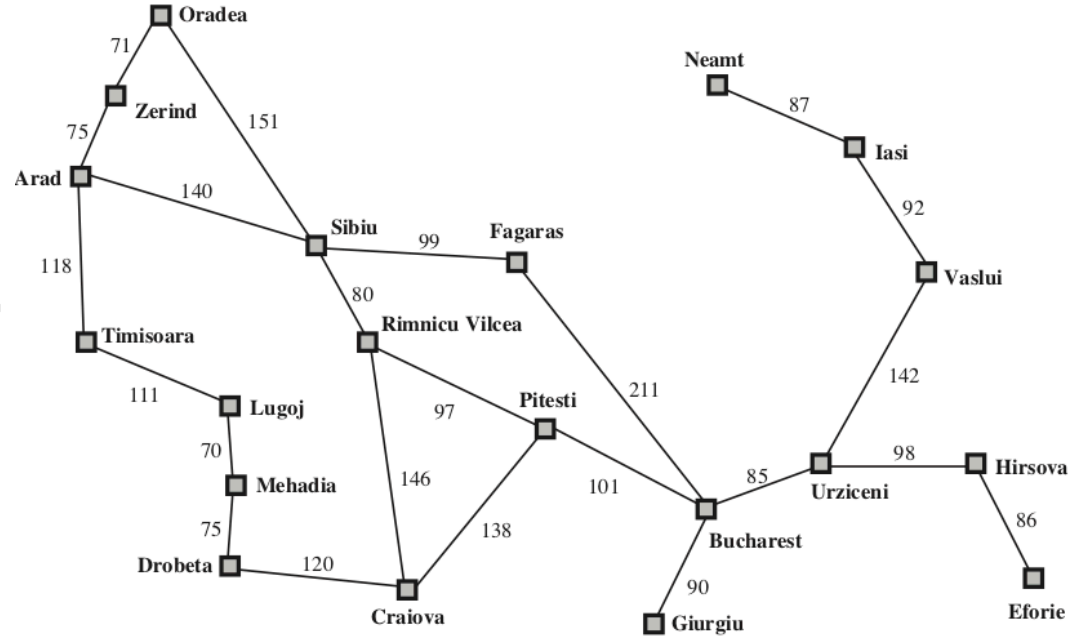 Oradea
71
Neamt
87
Zerind
75
151
Iasi
Arad
140
92
Sibiu
99
Fagaras
118
80
Vaslui
Timisoara
Rimnicu Vilcea
142
111
Lugoj
97
Pitesti
211
70
98
Hirsova
146
101
85
Urziceni
Mehadia
75
138
86
Bucharest
Drobeta
120
90
Craiova
Giurgiu
Eforie